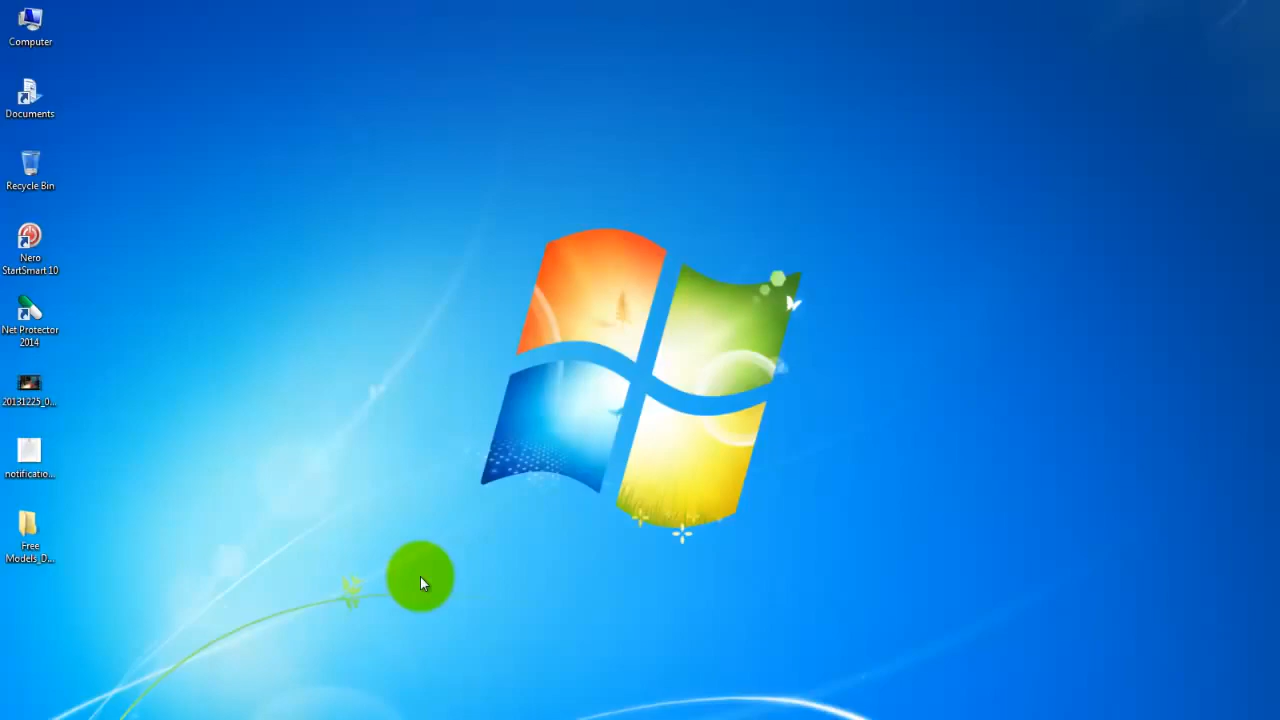 Computer
Documents
Recycle Bin
Nero
StartSmart 10
Net Protector
2014
20131225_0...
notificatio...
Free
Models_D...